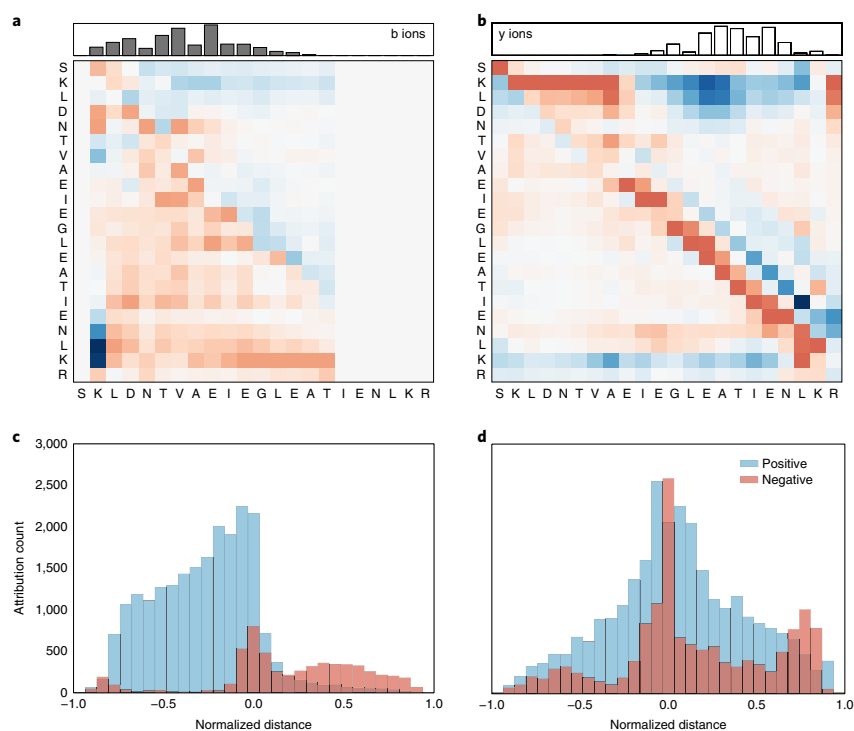 a
b ions
S
K
L
D
N
T
V
A
E
I
E
G
L
E
A
T
I
E
N
L
K
R
S K L D N T V A E I E G L E A T I E N L K R
b
y ions
S
K
L
D
N
T
V
A
E
I
E
G
L
E
A
T
I
E
N
L
K
R
S K L D N T V A E I E G L E A T I E N L K R
c
3,000
2,500
2,000
1,500
1,000
500
0
Attribution count
−1.0 −0.5 0.0 0.5 1.0
Normalized distance
d
Positive
Negative
−1.0 −0.5 0.0 0.5 1.0
Normalized distance